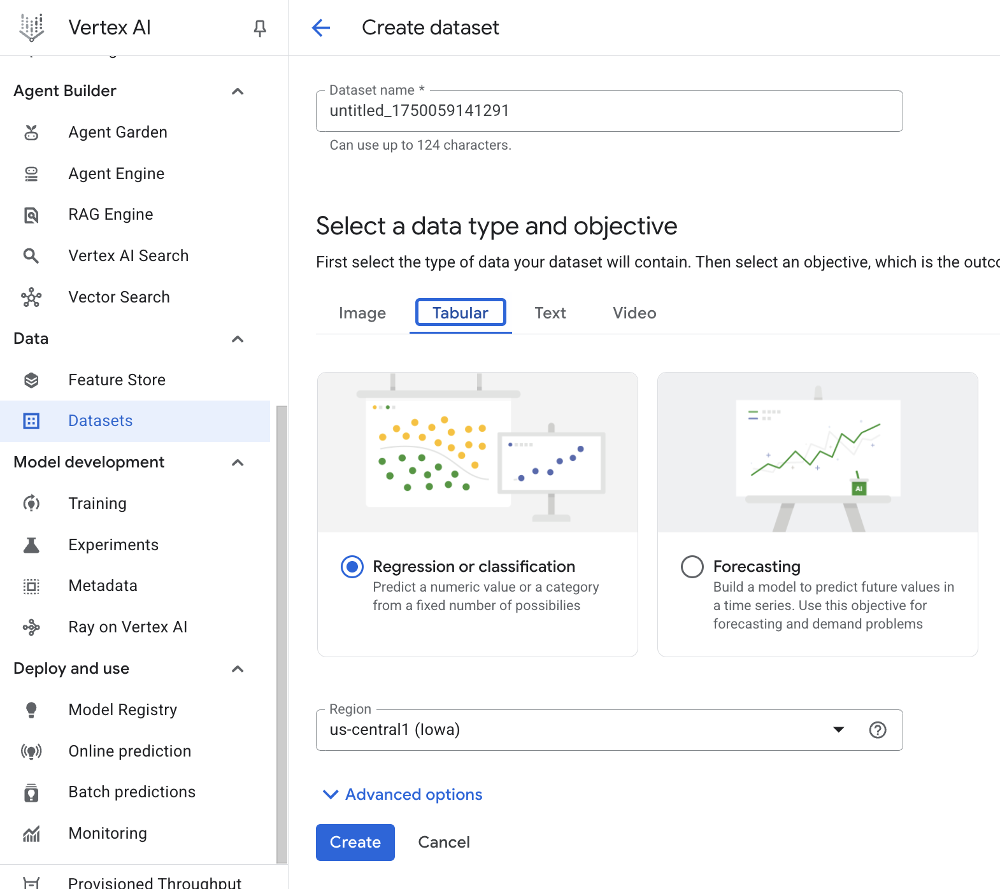 Vertex AI
Agent Builder
Agent Garden
Agent Engine
RAG Engine
Vertex AI Search
Vector Search
Data
Feature Store
Datasets
Model development
Training
Experiments
Metadata
Ray on Vertex AI
Deploy and use
Model Registry
Online prediction
Batch predictions
Monitoring
Provisioned Throughput
Create dataset
Dataset name *
untitled_1750059141291
Can use up to 124 characters.
Select a data type and objective
First select the type of data your dataset will contain. Then select an objective, which is the outco
Image Tabular Text Video
AI
Regression or classification
Predict a numeric value or a category
from a fixed number of possibilies
Forecasting
Build a model to predict future values in
a time series. Use this objective for
forecasting and demand problems
Region
us-central1 (Iowa)
Advanced options
Create Cancel